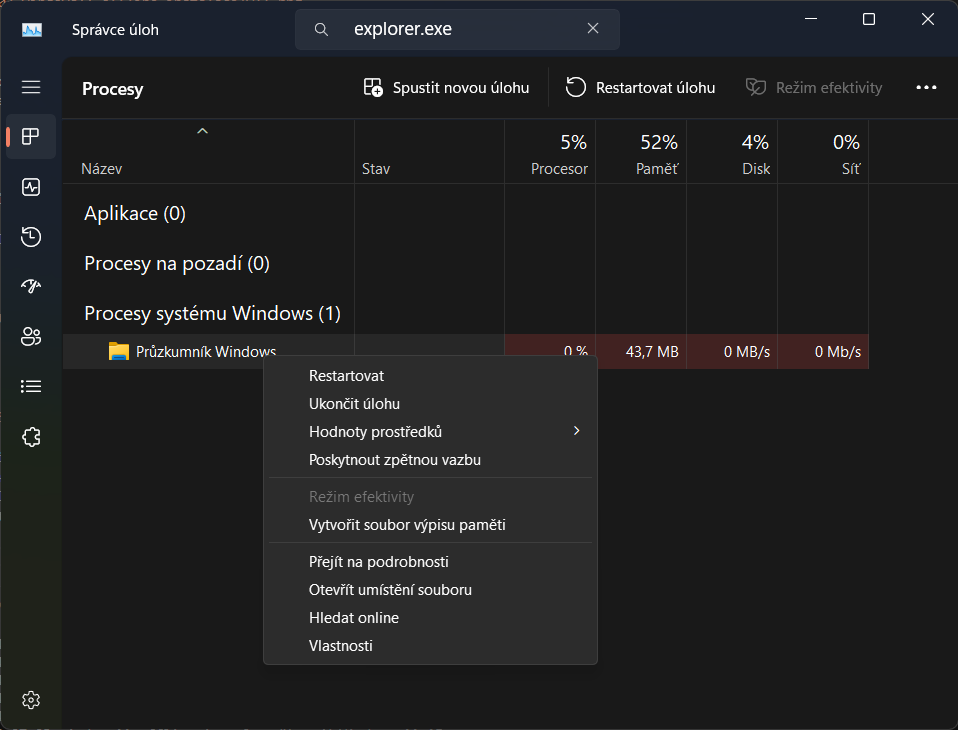 Správce úloh
explorer.exe
Procesy
Spustit novou úlohu
Restartovat úlohu
Režim efektivity
5% 52% 4% 0%
Název Stav Procesor Paměť Disk Síť
Aplikace (0)
Procesy na pozadí (0)
Procesy systému Windows (1)
Průzkumník Windows 0 % 43,7 MB 0 MB/s 0 Mb/s
Restartovat
Ukončit úlohu
Hodnoty prostředků
Poskytnout zpětnou vazbu
Režim efektivity
Vytvořit soubor výpisu paměti
Přejít na podrobnosti
Otevřít umístění souboru
Hledat online
Vlastnosti